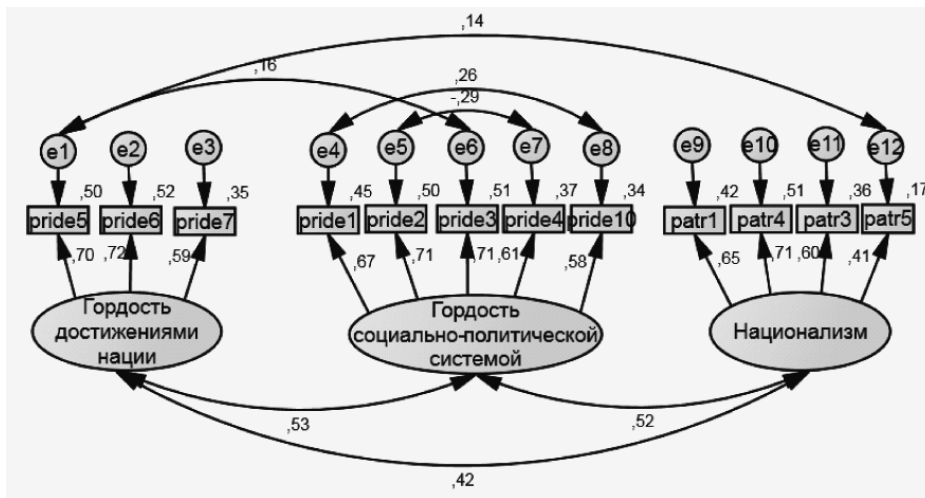 ,14
,16
,26
-,29
e1 e2 e3 e4 e5 e6 e7 e8 e9 e10 e11 e12
,50 ,52 ,35 ,45 ,50 ,51 ,37 ,34 ,42 ,51 ,36 ,17
pride5 pride6 pride7 pride1 pride2 pride3 pride4 pride10 patr1 patr4 patr3 patr5
,70 ,72 ,59 ,67 ,71 ,71 ,61 ,58 ,65 ,71 ,60 ,41
Гордость
достижениями
нации
Гордость
социально-политической
системой
Национализм
,53
,52
,42